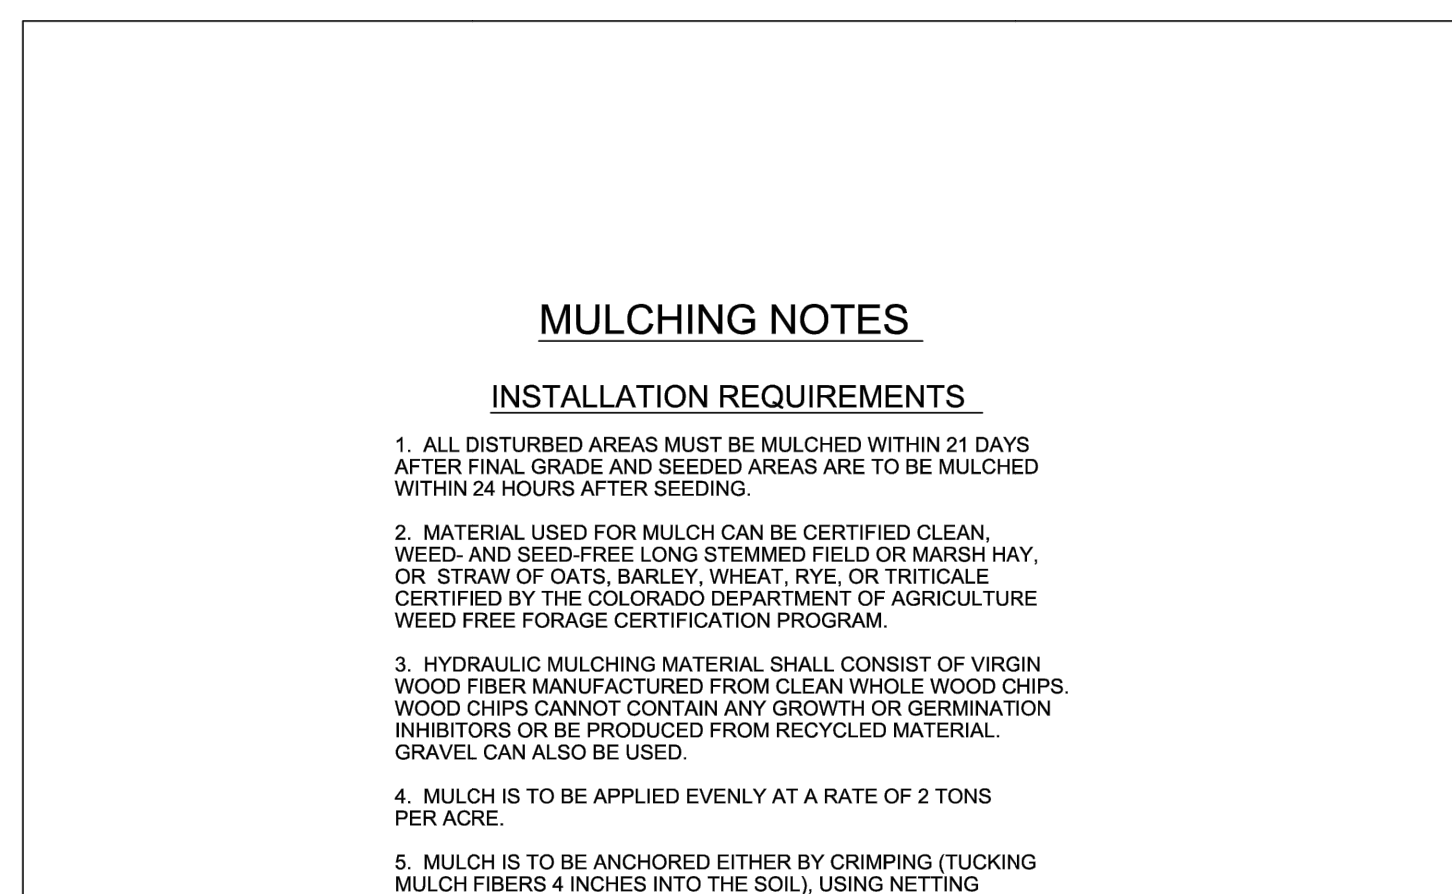 MULCHING NOTES
INSTALLATION REQUIREMENTS
1. ALL DISTURBED AREAS MUST BE MULCHED WITHIN 21 DAYS
AFTER FINAL GRADE AND SEEDED AREAS ARE TO BE MULCHED
WITHIN 24 HOURS AFTER SEEDING.
2. MATERIAL USED FOR MULCH CAN BE CERTIFIED CLEAN,
WEED- AND SEED-FREE LONG STEMMED FIELD OR MARSH HAY,
OR STRAW OF OATS, BARLEY, WHEAT, RYE, OR TRITICALE
CERTIFIED BY THE COLORADO DEPARTMENT OF AGRICULTURE
WEED FREE FORAGE CERTIFICATION PROGRAM.
3. HYDRAULIC MULCHING MATERIAL SHALL CONSIST OF VIRGIN
WOOD FIBER MANUFACTURED FROM CLEAN WHOLE WOOD CHIPS.
WOOD CHIPS CANNOT CONTAIN ANY GROWTH OR GERMINATION
INHIBITORS OR BE PRODUCED FROM RECYCLED MATERIAL.
GRAVEL CAN ALSO BE USED.
4. MULCH IS TO BE APPLIED EVENLY AT A RATE OF 2 TONS
PER ACRE.
5. MULCH IS TO BE ANCHORED EITHER BY CRIMPING (TUCKING
MULCH FIBERS 4 INCHES INTO THE SOIL), USING NETTING